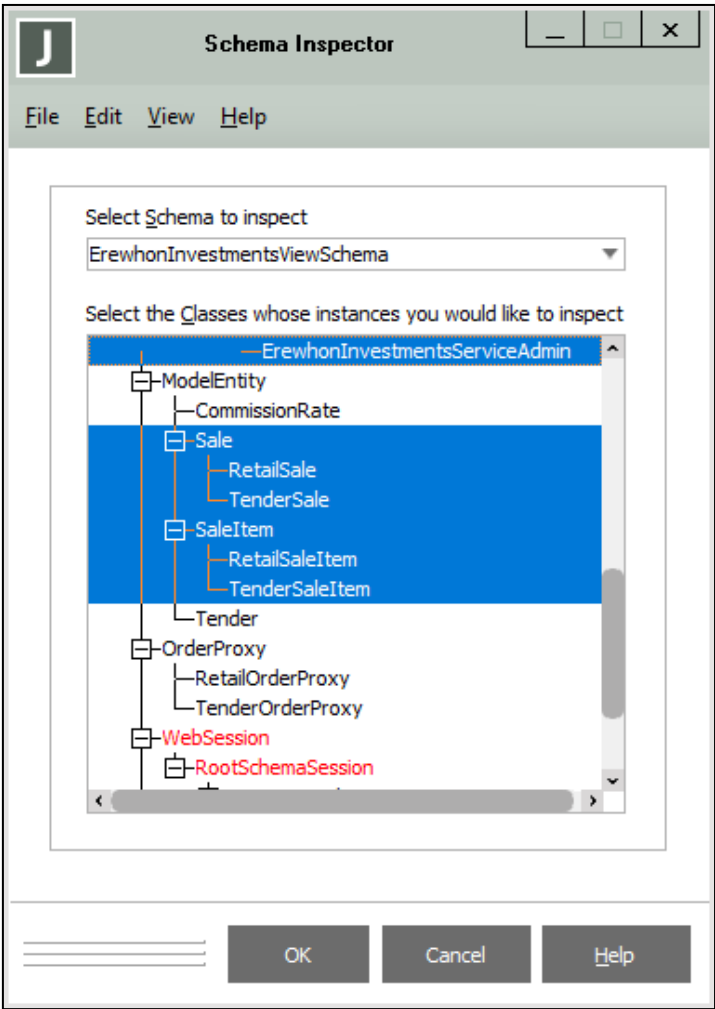 J
Schema Inspector
File Edit View Help
Select Schema to inspect
ErewhonInvestmentsViewSchema
Select the Classes whose instances you would like to inspect
ErewhonInvestmentsServiceAdmin
ModelEntity
CommissionRate
Sale
RetailSale
TenderSale
SaleItem
RetailSaleItem
TenderSaleItem
Tender
OrderProxy
RetailOrderProxy
TenderOrderProxy
WebSession
RootSchemaSession
OK Cancel Help